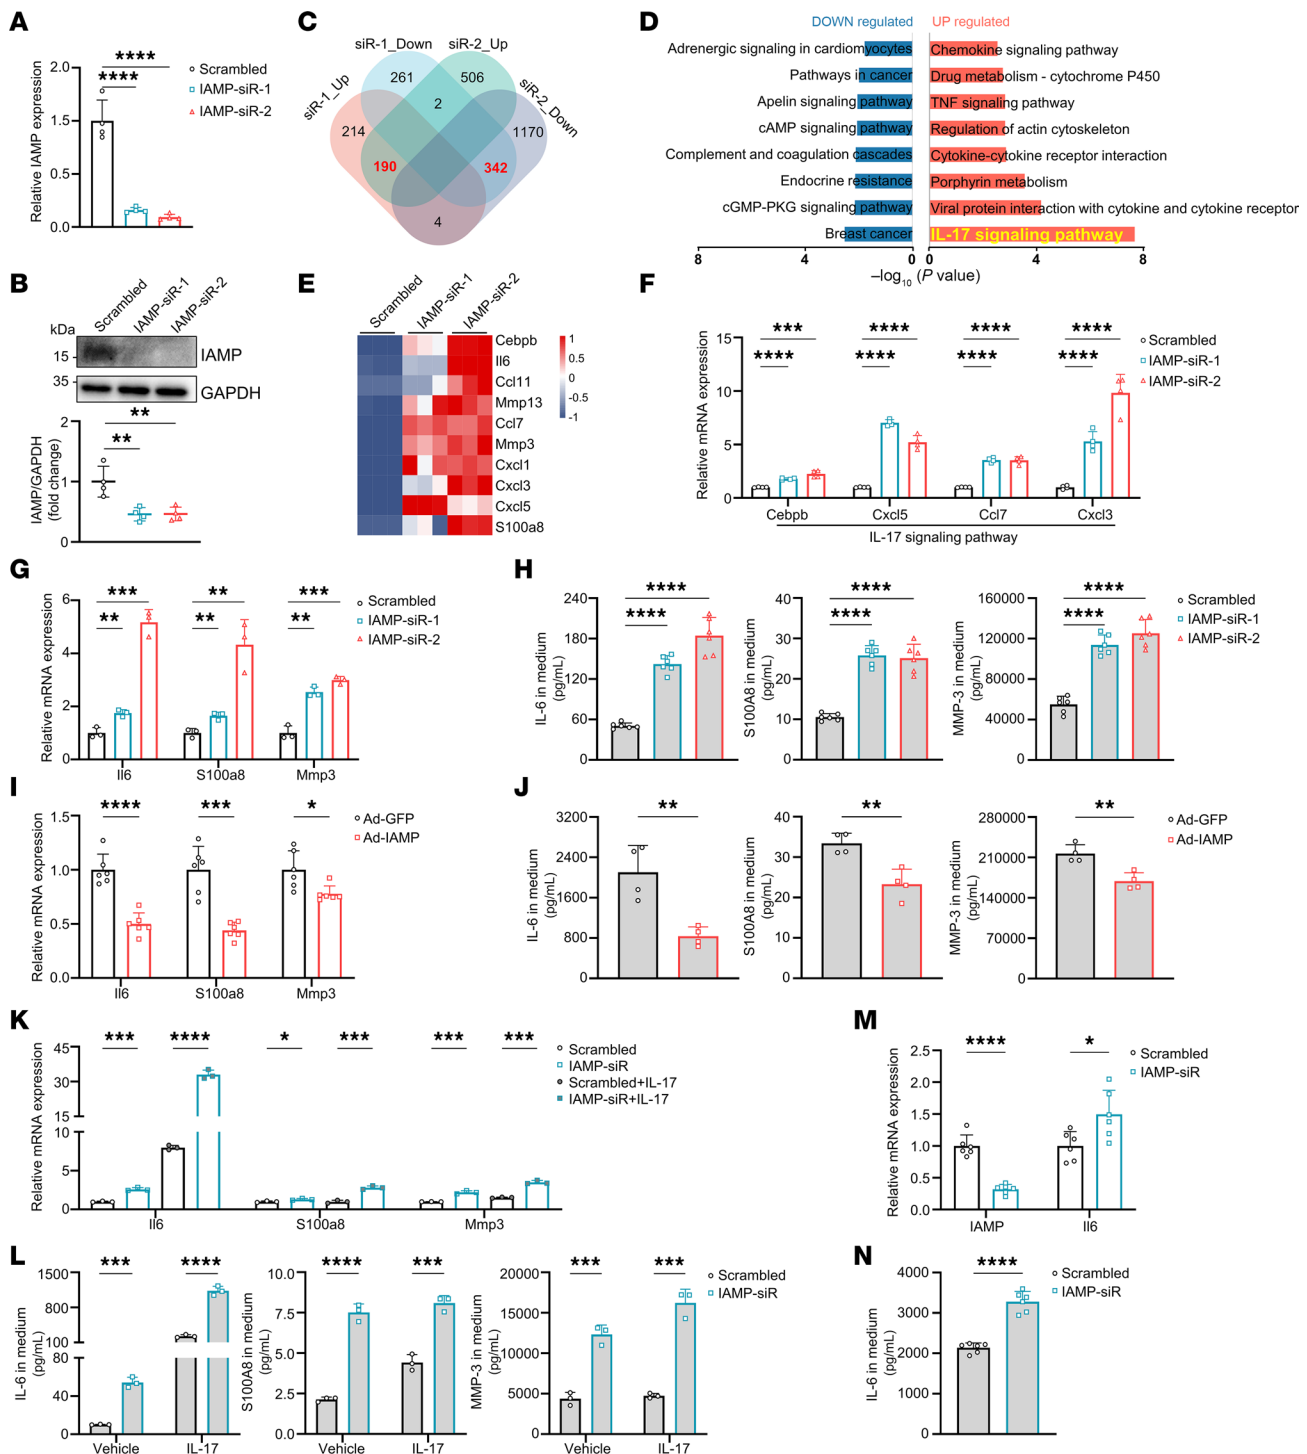 A
**** 
****
2.0
1.5
0.5
0.0
Relative IAMP expression
Scrambled
IAMP-siR-1
IAMP-siR-2
C
siR-1_Up
siR-1_Down
siR-2_Up
siR-2_Down
214
261
506
1170
2
190
342
4
D
DOWN regulated
UP regulated
Adrenergic signaling in cardiomyocytes
Chemokine signaling pathway
Pathways in cancer
Drug metabolism - cytochrome P450
Apelin signaling pathway
TNF signaling pathway
cAMP signaling pathway
Regulation of actin cytoskeleton
Complement and coagulation cascades
Cytokine-cytokine receptor interaction
Endocrine resistance
Porphyrin metabolism
cGMP-PKG signaling pathway
Viral protein interaction with cytokine and cytokine receptor
Breast cancer
IL-17 signaling pathway
8 4 0 0 4 8
–log10 (P value)
B
Scrambled
IAMP-siR-1
IAMP-siR-2
kDa
15
IAMP
35
GAPDH
**
**
2
1
0
IAMP/GAPDH
(fold change)
E
Scrambled
IAMP-siR-1
IAMP-siR-2
Cebpb
Il6
Ccl11
Mmp13
Ccl7
Mmp3
Cxcl1
Cxcl3
Cxcl5
S100a8
1
0.5
0
-0.5
-1
F
*** **** **** ****
**** **** **** ****
15
10
5
0
Relative mRNA expression
Cebpb Cxcl5 Ccl7 Cxcl3
IL-17 signaling pathway
Scrambled
IAMP-siR-1
IAMP-siR-2
G
*** ** ***
** ** **
6
4
2
0
Relative mRNA expression
Il6 S100a8 Mmp3
Scrambled
IAMP-siR-1
IAMP-siR-2
H
****
****
240
180
120
60
0
IL-6 in medium
(pg/mL)
****
****
40
30
20
10
0
S100A8 in medium
(pg/mL)
****
****
160000
120000
80000
40000
0
MMP-3 in medium
(pg/mL)
Scrambled
IAMP-siR-1
IAMP-siR-2
I
**** *** *
1.5
1.0
0.5
0.0
Relative mRNA expression
Il6 S100a8 Mmp3
Ad-GFP
Ad-IAMP
J
**
3200
2400
1600
800
0
IL-6 in medium
(pg/mL)
**
40
30
20
10
0
S100A8 in medium
(pg/mL)
**
280000
210000
140000
70000
0
MMP-3 in medium
(pg/mL)
Ad-GFP
Ad-IAMP
K
*** **** * *** *** ***
45
30
15
10
5
0
Relative mRNA expression
Il6 S100a8 Mmp3
Scrambled
IAMP-siR
Scrambled+IL-17
IAMP-siR+IL-17
M
**** *
2.5
2.0
1.5
1.0
0.5
0.0
Relative mRNA expression
IAMP Il6
Scrambled
IAMP-siR
L
*** ****
1500
800
100
80
40
0
IL-6 in medium
(pg/mL)
Vehicle IL-17
**** ***
10.0
7.5
5.0
2.5
0.0
S100A8 in medium
(pg/mL)
Vehicle IL-17
*** ***
20000
15000
10000
5000
0
MMP-3 in medium
(pg/mL)
Vehicle IL-17
Scrambled
IAMP-siR
N
****
4000
3000
2000
1000
0
IL-6 in medium
(pg/mL)
Scrambled
IAMP-siR